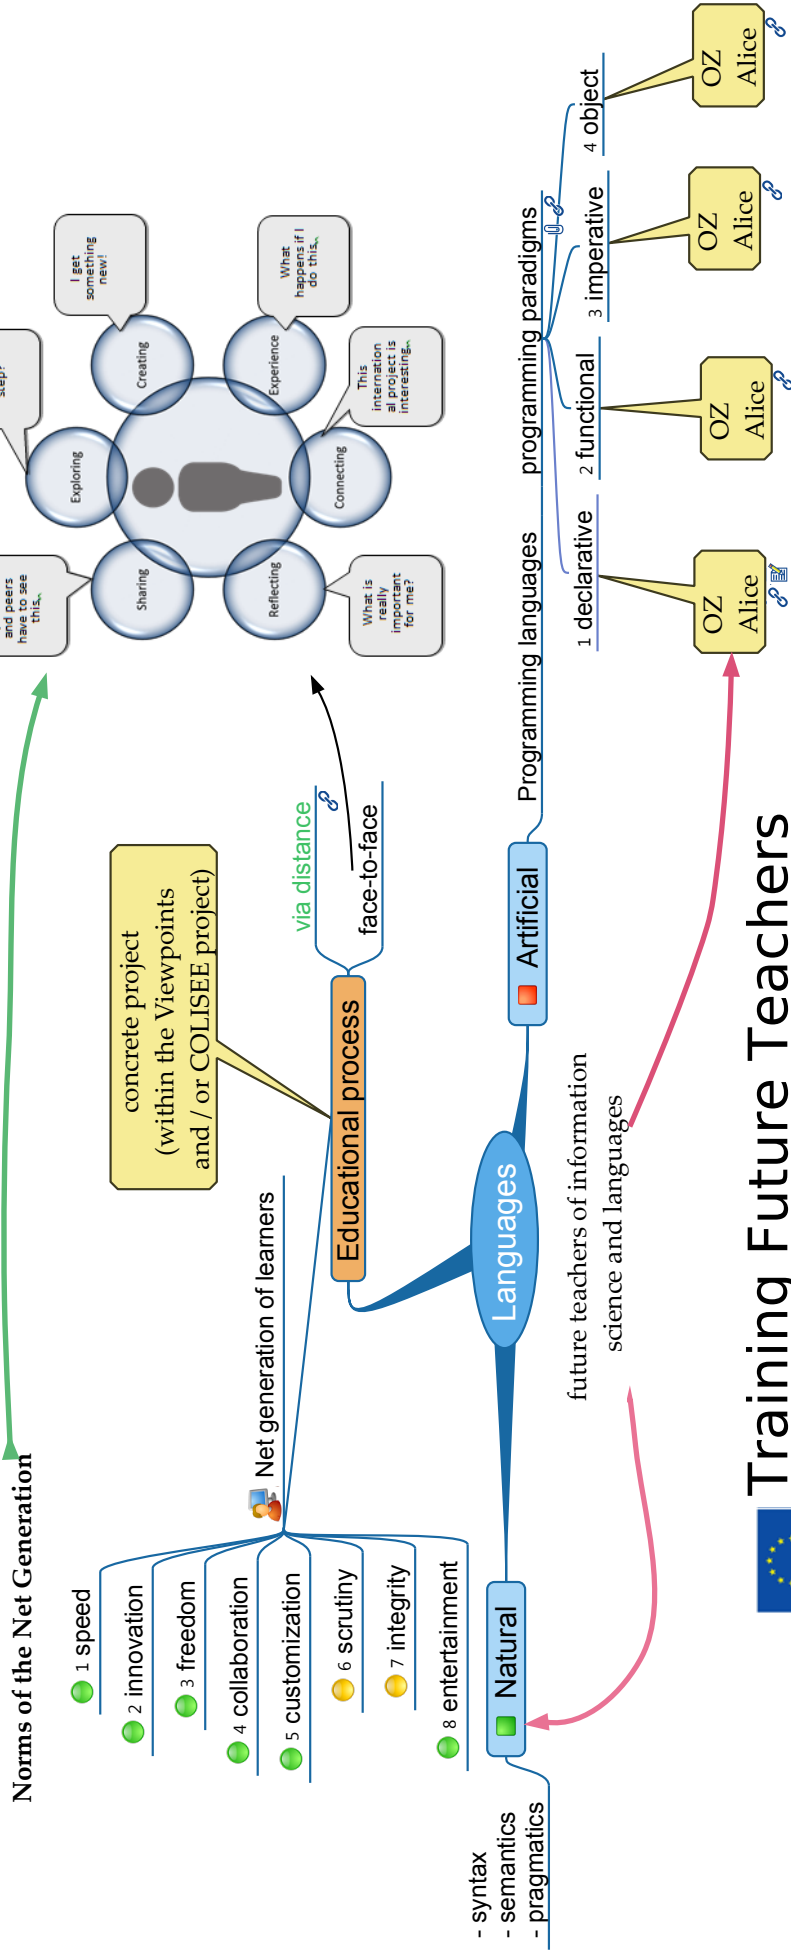 Norms of the Net Generation
1 speed
2 innovation
3 freedom
4 collaboration
5 customization
6 scrutiny
7 integrity
8 entertainment
Net generation of learners
concrete project
(within the Viewpoints
and / or COLISEE project)
Educational process
via distance
face-to-face
and peers
have to see
this..
step?
I get
something
new!
What
happens if I
do this..
This
internation
al project is
interesting..
What is
really
important
for me?
Sharing
Exploring
Creating
Experience
Connecting
Reflecting
- syntax
- semantics
- pragmatics
Natural
Languages
Artificial
Programming languages
programming paradigms
1 declarative
2 functional
3 imperative
4 object
OZ
Alice
OZ
Alice
OZ
Alice
OZ
Alice
future teachers of information
science and languages
Training Future Teachers